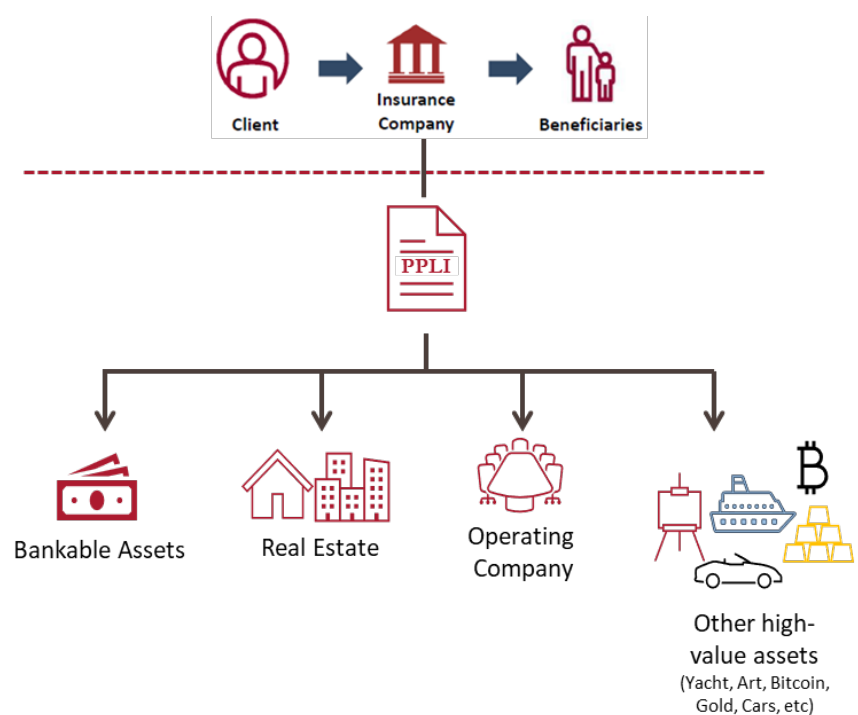 Client
Insurance
Company
Beneficiaries
PPLI
Bankable Assets
Real Estate
Operating
Company
Other high-
value assets
(Yacht, Art, Bitcoin,
Gold, Cars, etc)